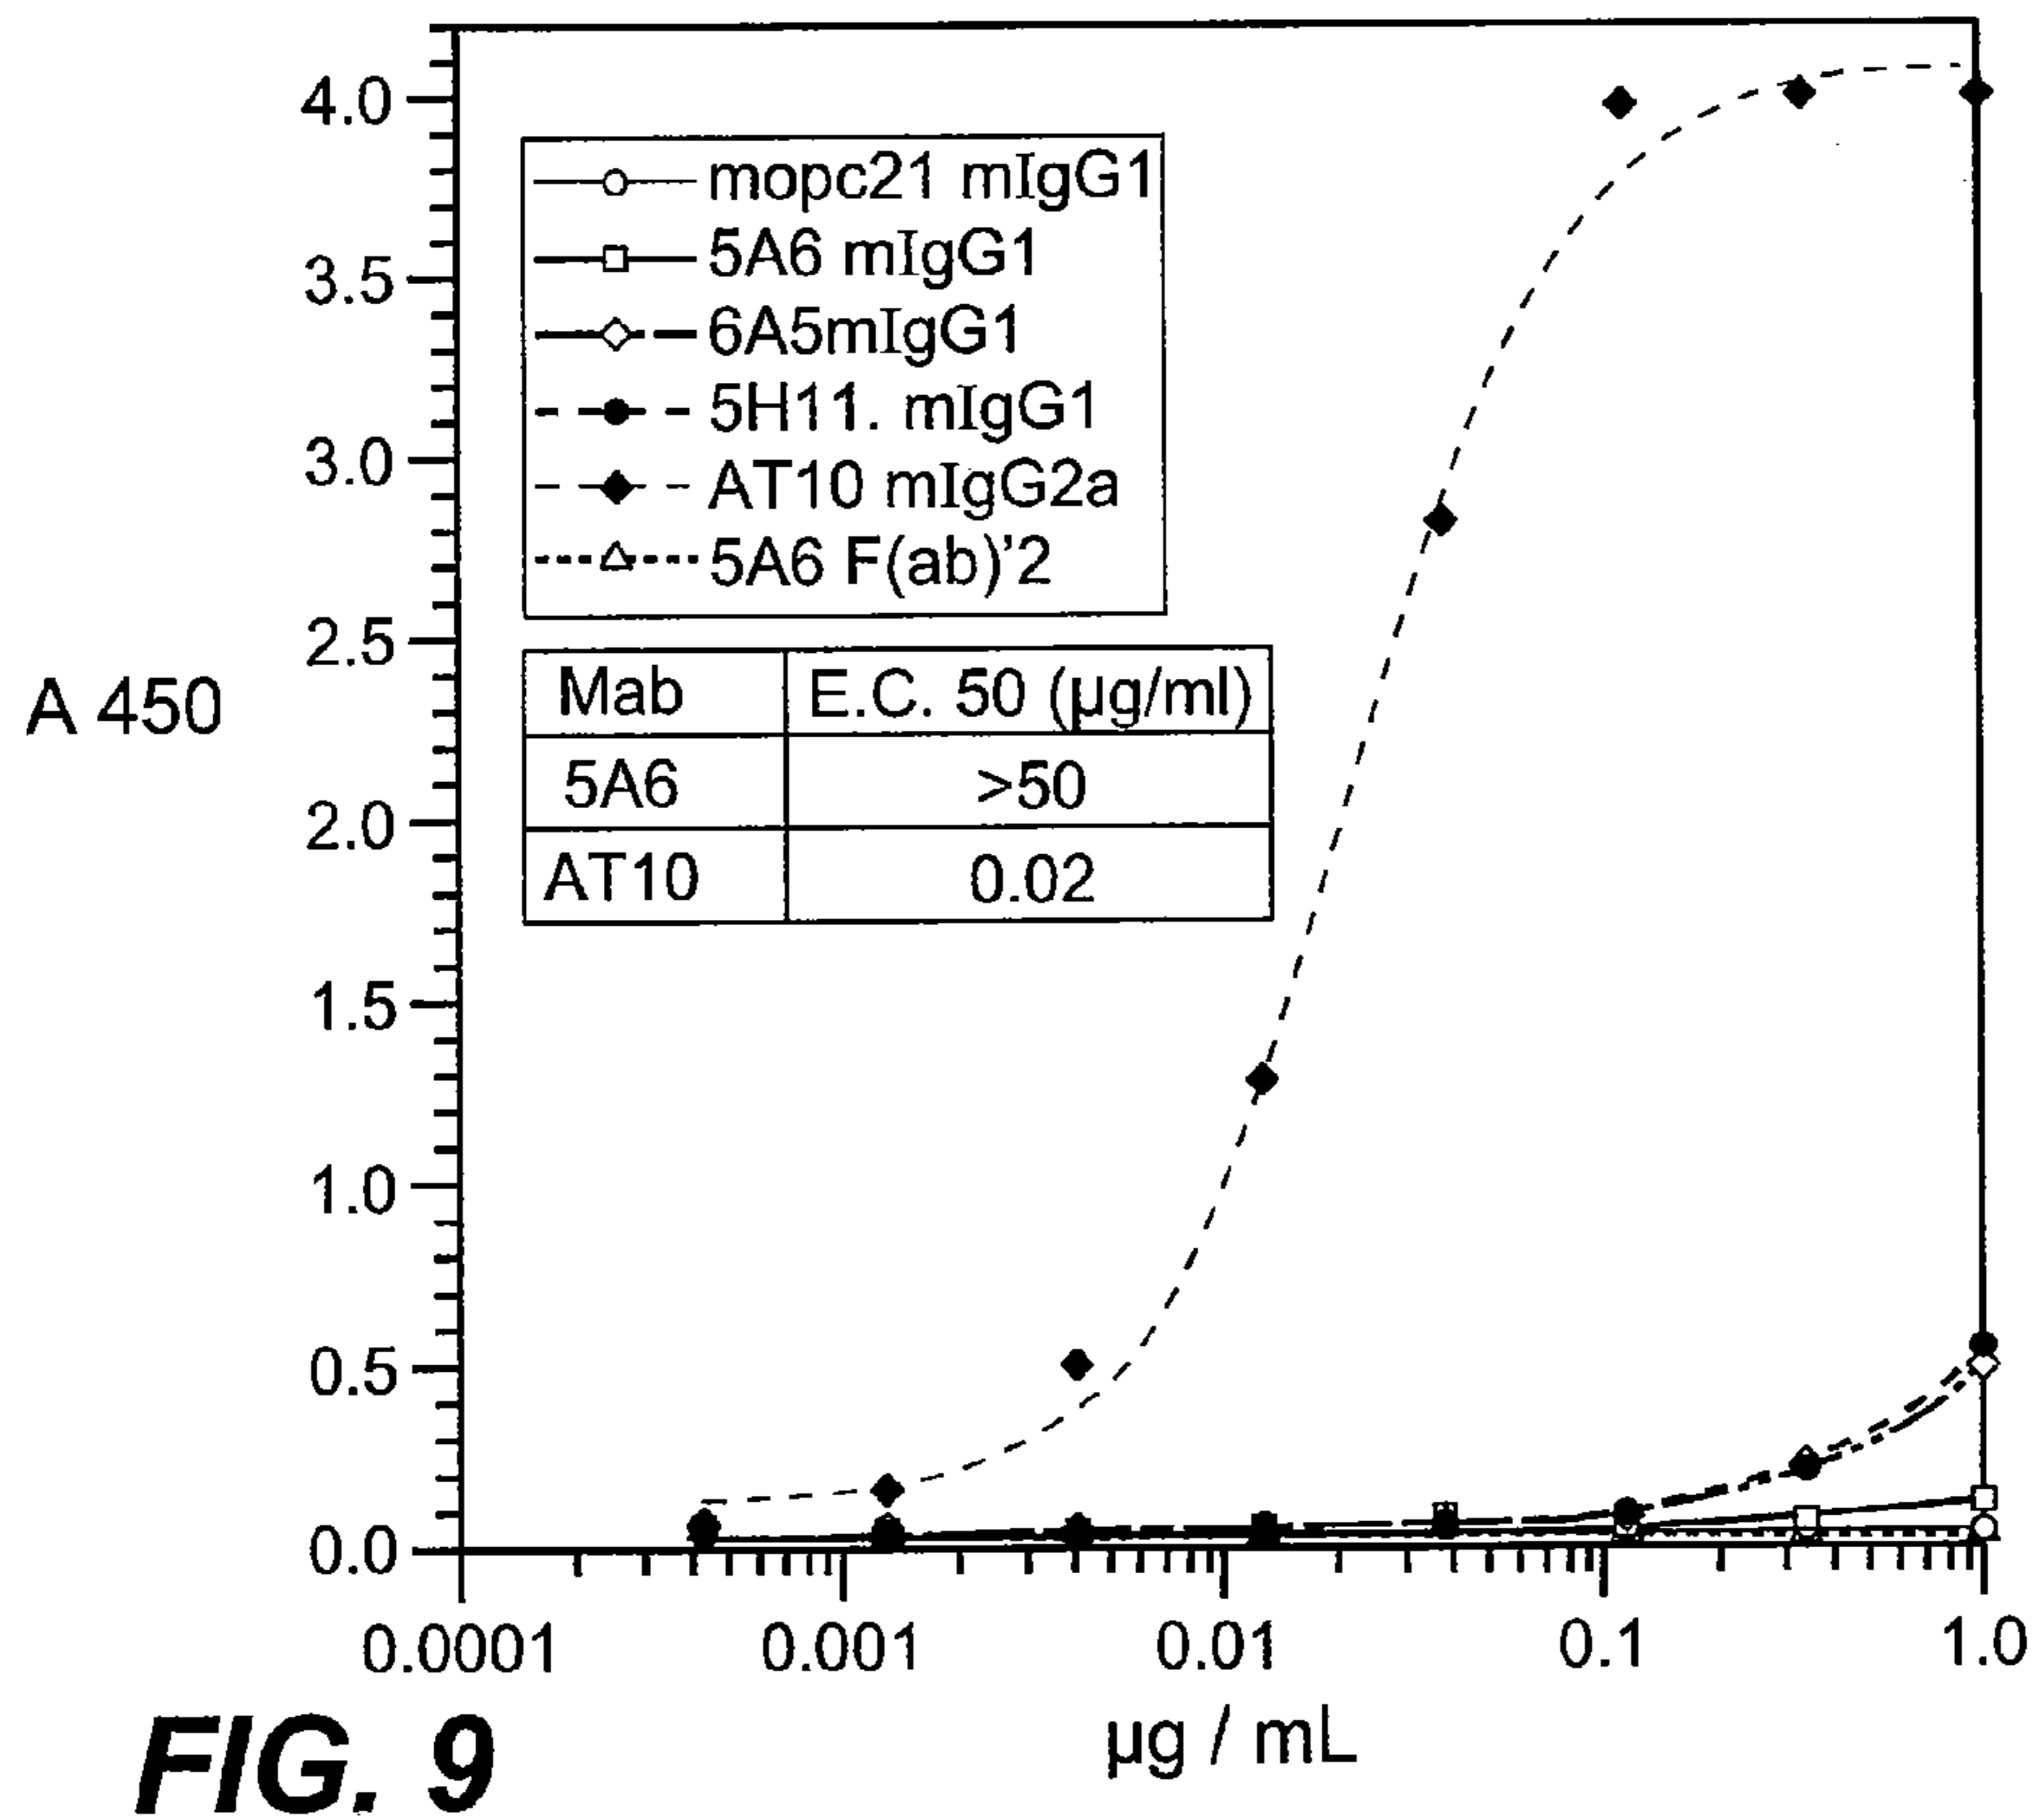 4.0
3.5
3.0
2.5
2.0
1.5
1.0
0.5
0.0
A 450
mopc21 mIgG1
5A6 mIgG1
6A5mIgG1
5H11. mIgG1
AT10 mIgG2a
5A6 F(ab)'2
Mab E.C. 50 (µg/ml)
5A6 >50
AT10 0.02
0.0001 0.001 0.01 0.1 1.0
µg / mL
FIG. 9